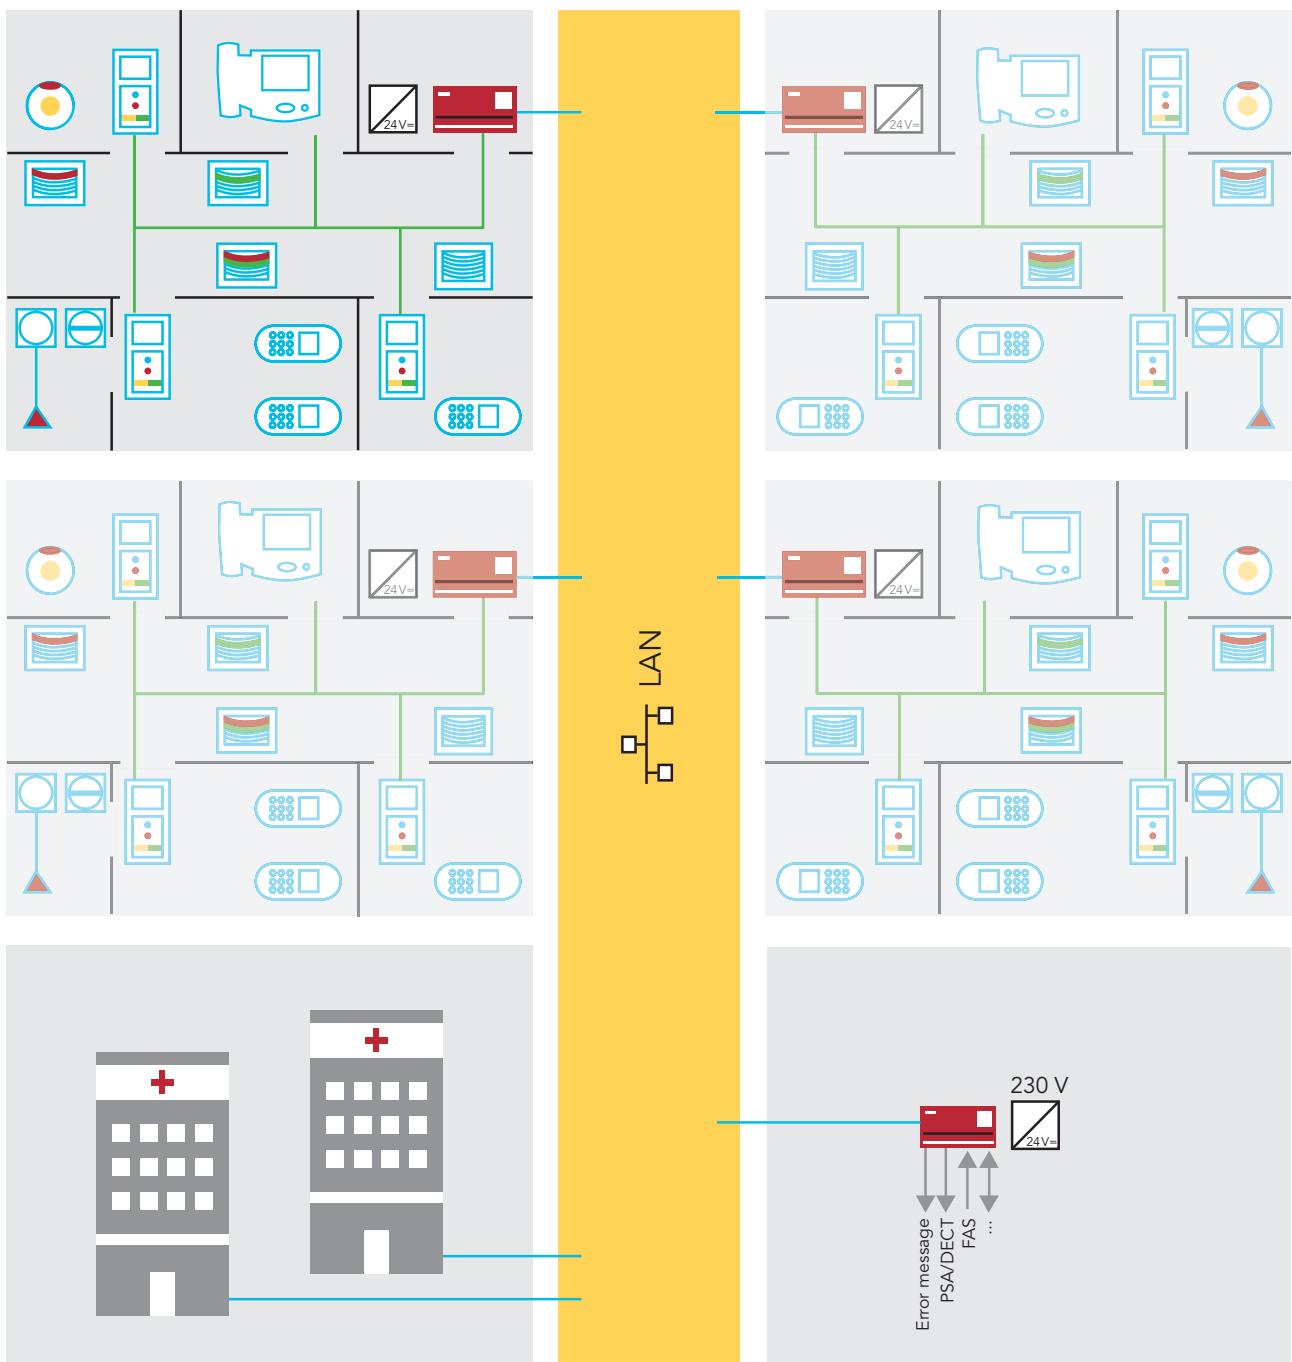 24V=
24V=
24V=
24V=
LAN
230 V
24V=
Error message
PSA/DECT
FAS
...